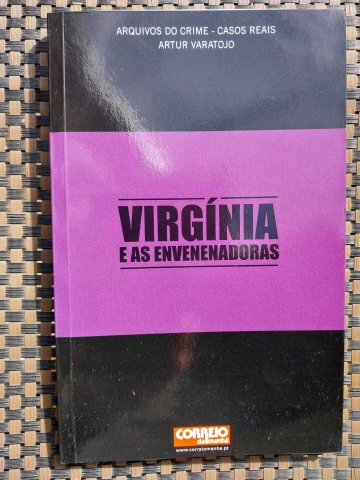 ARQUIVOS DO CRIME - CASOS REAIS
ARTUR VARATOJO
VIRGÍNIA
E AS ENVENENADORAS
CORREIO
da manhã
www.correiomanha.pt